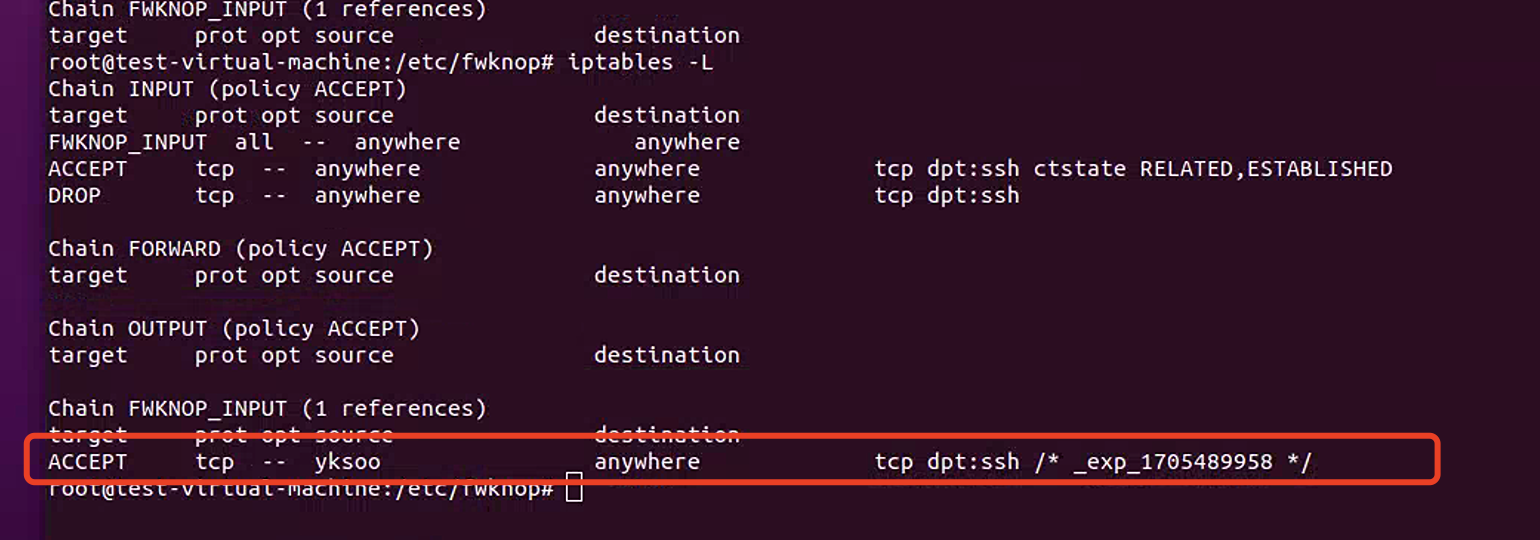 Chain FWKNOP_INPUT (1 references)
target     prot opt source               destination
root@test-virtual-machine:/etc/fwknop# iptables -L
Chain INPUT (policy ACCEPT)
target     prot opt source               destination
FWKNOP_INPUT  all  --  anywhere             anywhere
ACCEPT     tcp  --  anywhere             anywhere             tcp dpt:ssh ctstate RELATED,ESTABLISHED
DROP       tcp  --  anywhere             anywhere             tcp dpt:ssh
Chain FORWARD (policy ACCEPT)
target     prot opt source               destination
Chain OUTPUT (policy ACCEPT)
target     prot opt source               destination
Chain FWKNOP_INPUT (1 references)
target     prot opt source               destination
ACCEPT     tcp  --  yksoo                anywhere             tcp dpt:ssh /* _exp_1705489958 */
root@test-virtual-machine:/etc/fwknop#